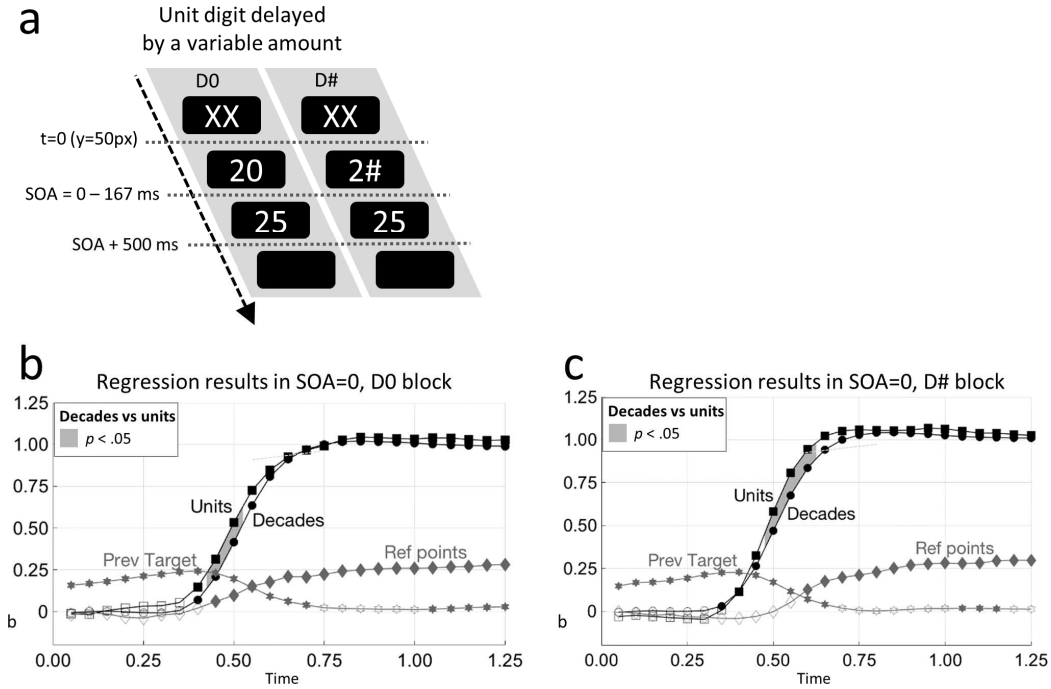 a
Unit digit delayed
by a variable amount
D0 D#
XX XX
t=0 (y=50px)
20 2#
SOA = 0 – 167 ms
25 25
SOA + 500 ms
b
Regression results in SOA=0, D0 block
1.25
Decades vs units
p < .05
1.00
0.75
Units
0.50
Decades
Prev Target
Ref points
0.25
0
b
0.00 0.25 0.50 0.75 1.00 1.25
Time
c
Regression results in SOA=0, D# block
1.25
Decades vs units
p < .05
1.00
0.75
Units
Decades
0.50
Prev Target
Ref points
0.25
0
b
0.00 0.25 0.50 0.75 1.00 1.25
Time